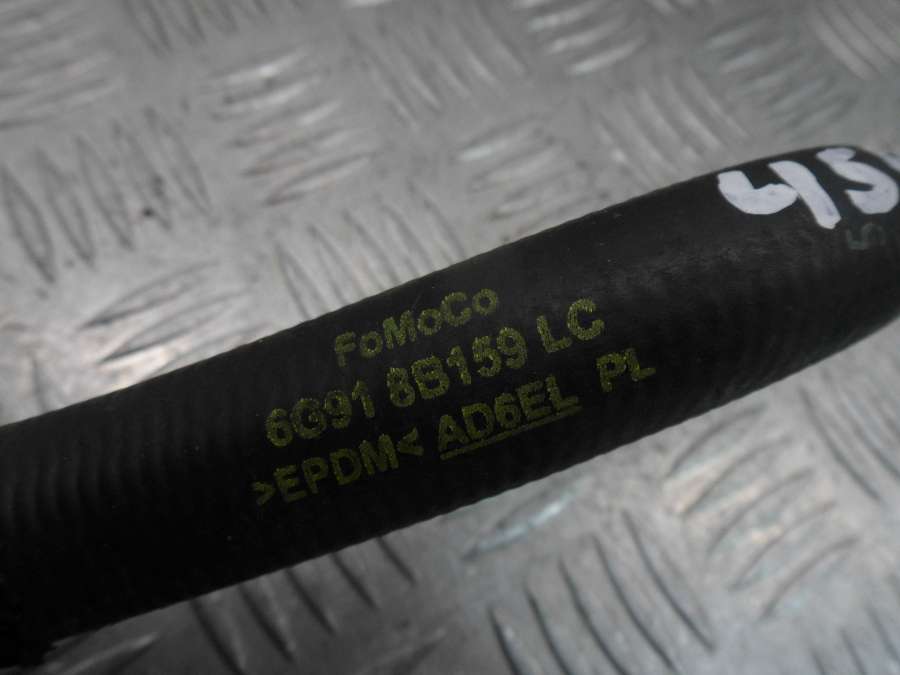 FoMoCo
6G91 8B159 LC
>EPDM< AD6EL PL